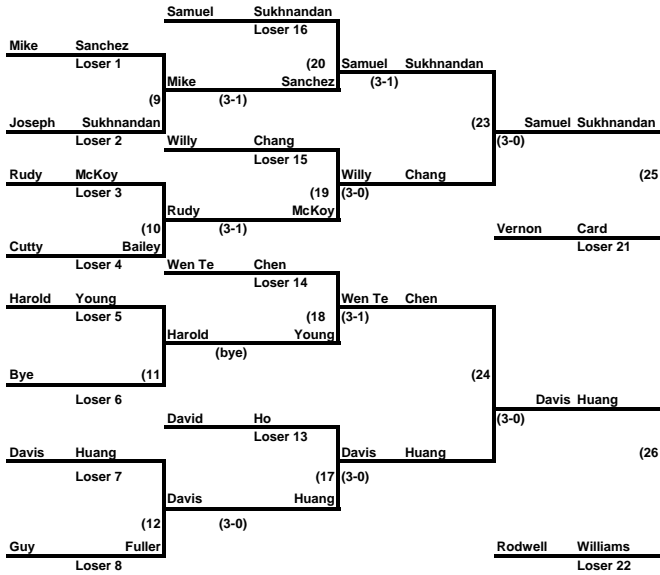 Samuel Sukhnandan
Loser 16
Mike Sanchez
Loser 1
(20
Samuel Sukhnandan
(3-1)
Mike Sanchez
(9
(3-1)
Joseph Sukhnandan
Loser 2
(23
Samuel Sukhnandan
(3-0)
Willy Chang
Loser 15
Rudy McKoy
Loser 3
(19
Willy Chang
(3-0)
(25
Rudy McKoy
(10
(3-1)
Vernon Card
Loser 21
Cutty Bailey
Loser 4
Wen Te Chen
Loser 14
Harold Young
Loser 5
Wen Te Chen
(18
(3-1)
Harold Young
(bye)
Bye
(11
(24
Loser 6
Davis Huang
(3-0)
David Ho
Loser 13
Davis Huang
Loser 7
Davis Huang
(17
(3-0)
(26
Davis Huang
(12
(3-0)
Guy Fuller
Loser 8
Rodwell Williams
Loser 22